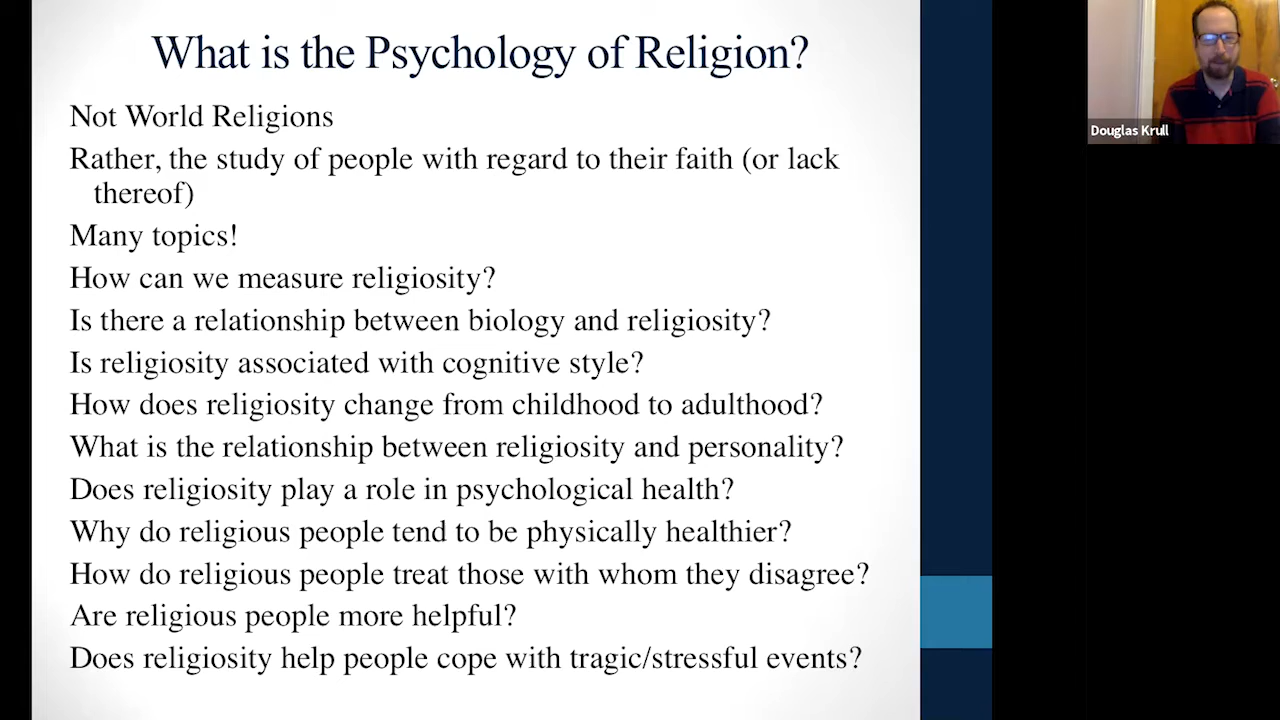 What is the Psychology of Religion?
Not World Religions
Rather, the study of people with regard to their faith (or lack
thereof)
Many topics!
How can we measure religiosity?
Is there a relationship between biology and religiosity?
Is religiosity associated with cognitive style?
How does religiosity change from childhood to adulthood?
What is the relationship between religiosity and personality?
Does religiosity play a role in psychological health?
Why do religious people tend to be physically healthier?
How do religious people treat those with whom they disagree?
Are religious people more helpful?
Does religiosity help people cope with tragic/stressful events?
Douglas Krull